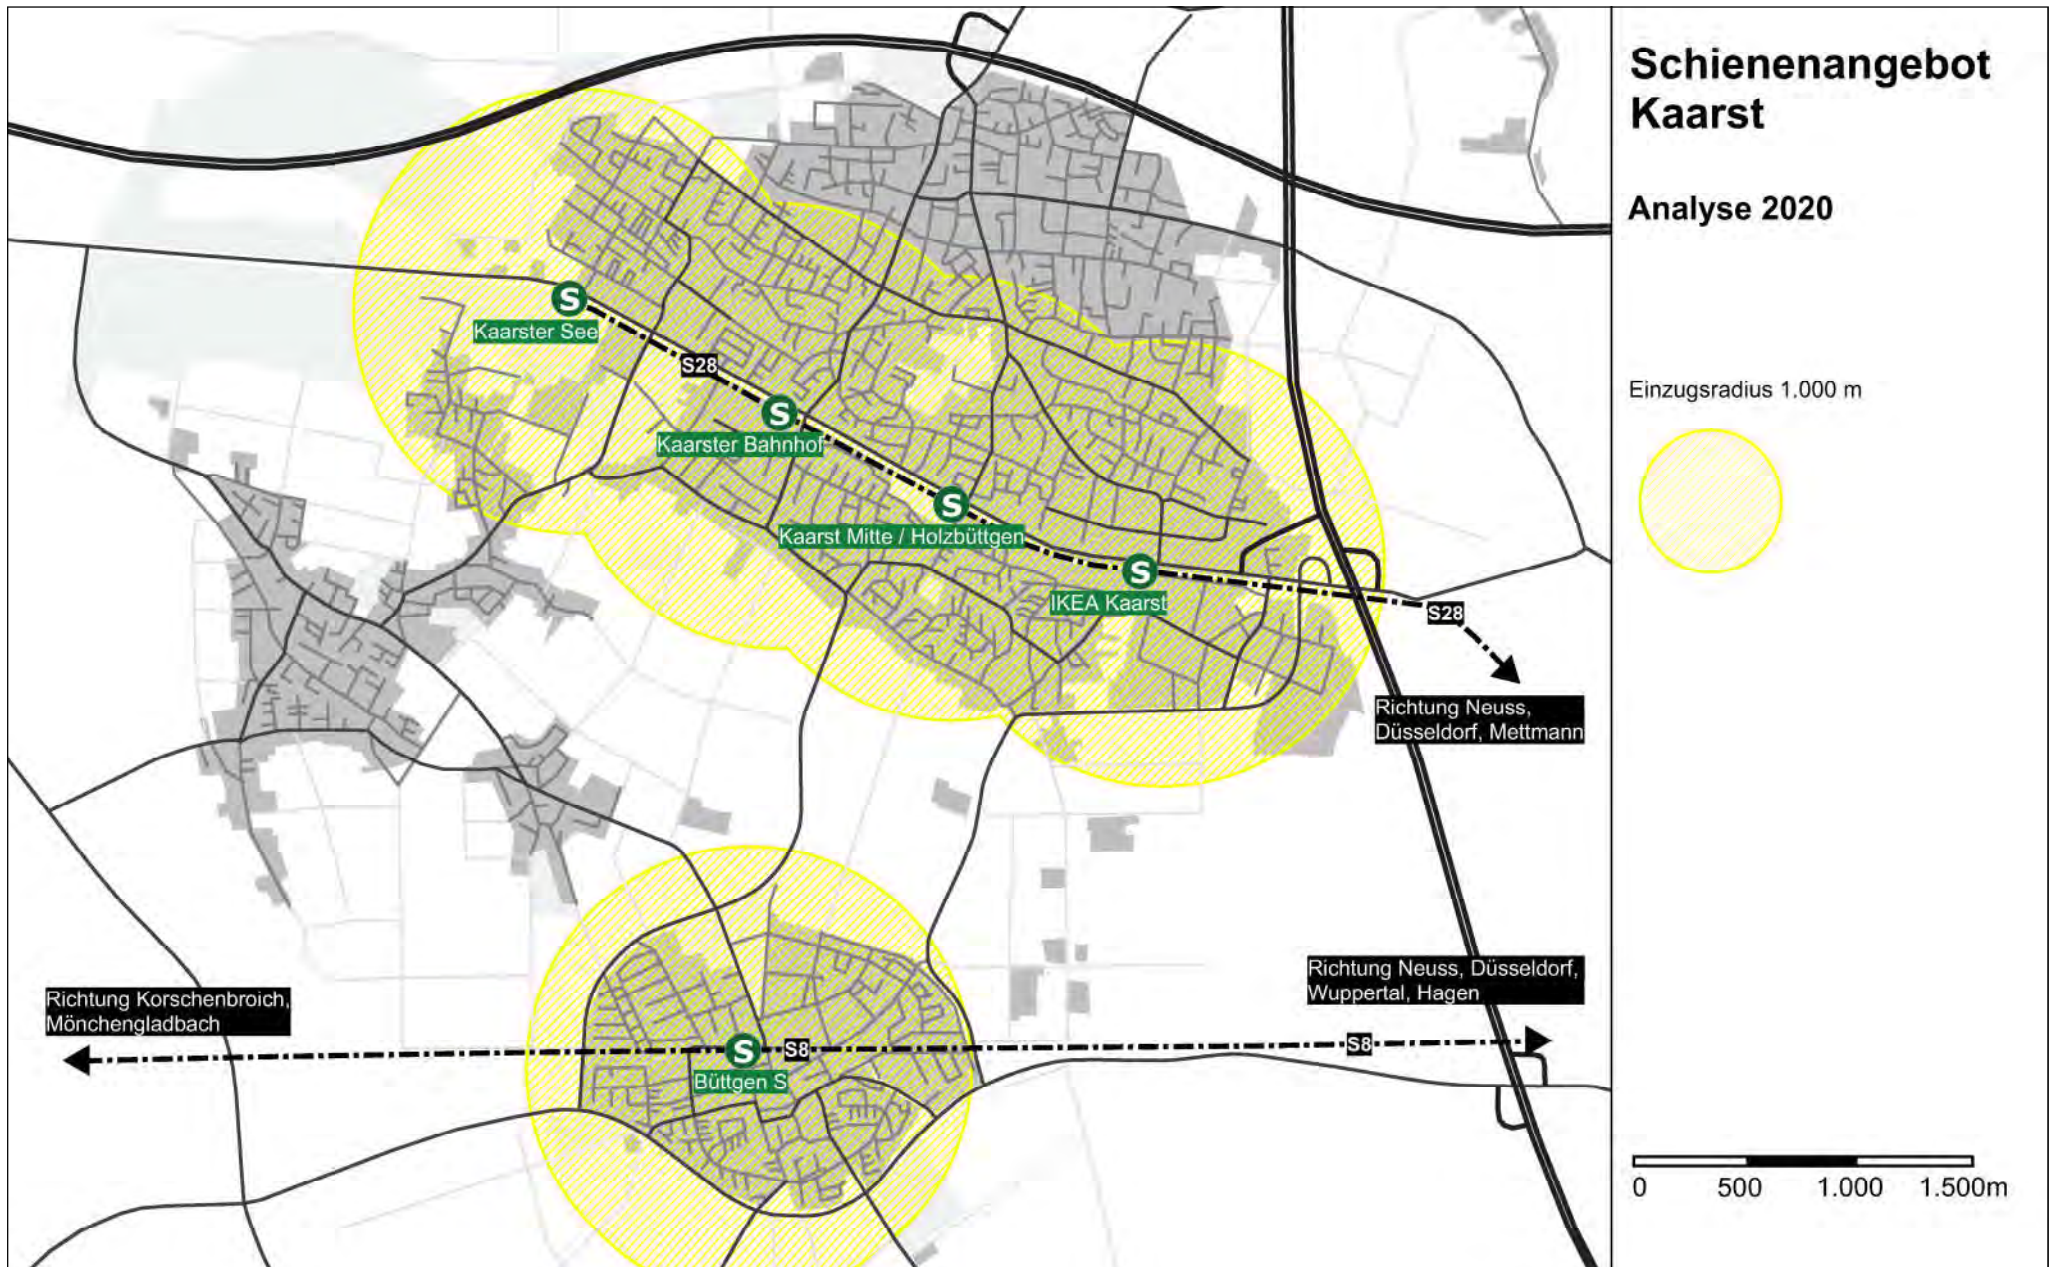 Schienenangebot
Kaarst
Analyse 2020
Einzugsradius 1.000 m
S
Kaarster See
S28
S
Kaarster Bahnhof
S
Kaarst Mitte / Holzbüttgen
S
IKEA Kaarst
S28
Richtung Neuss,
Düsseldorf, Mettmann
Richtung Neuss, Düsseldorf,
Wuppertal, Hagen
Richtung Korschenbroich,
Mönchengladbach
S
S8
S8
Büttgen S
0 500 1.000 1.500m